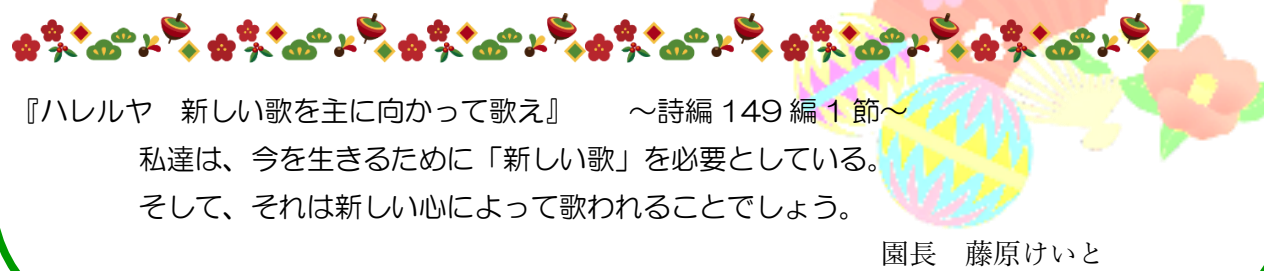 『ハレルヤ　新しい歌を主に向かって歌え』　　～詩編 149 編 1 節～
私達は、今を生きるために「新しい歌」を必要としている。
そして、それは新しい心によって歌われることでしょう。
園長　藤原けいと